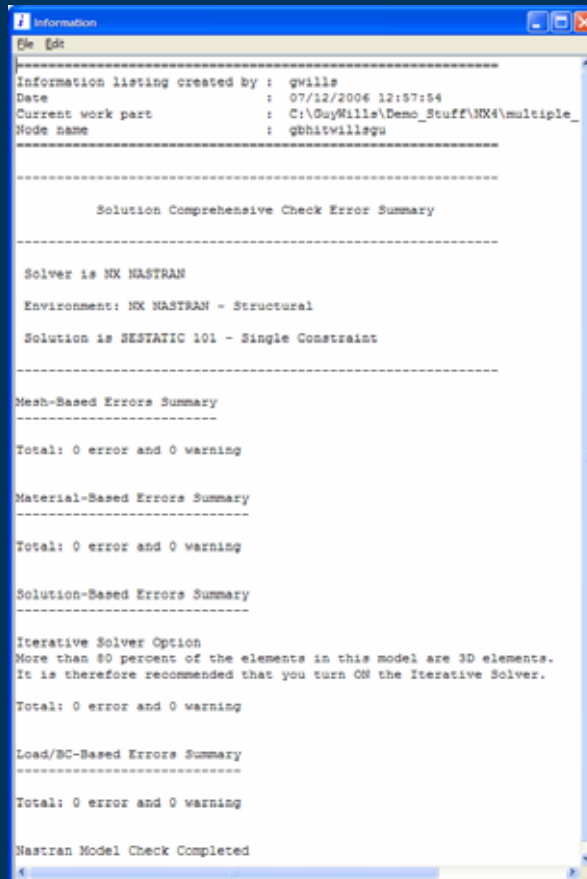 Information
File Edit
============================================================
Information listing created by : gwills
Date : 07/12/2006 12:57:54
Current work part : C:\GuyWills\Demo_Stuff\NX4\multiple_
Node name : gbhitwillsgu
============================================================
------------------------------------------------------------
Solution Comprehensive Check Error Summary
------------------------------------------------------------
Solver is NX NASTRAN
Environment: NX NASTRAN - Structural
Solution is SESTATIC 101 - Single Constraint
------------------------------------------------------------
Mesh-Based Errors Summary
-------------------------
Total: 0 error and 0 warning
Material-Based Errors Summary
-----------------------------
Total: 0 error and 0 warning
Solution-Based Errors Summary
-----------------------------
Iterative Solver Option
More than 80 percent of the elements in this model are 3D elements.
It is therefore recommended that you turn ON the Iterative Solver.
Total: 0 error and 0 warning
Load/BC-Based Errors Summary
----------------------------
Total: 0 error and 0 warning
Nastran Model Check Completed